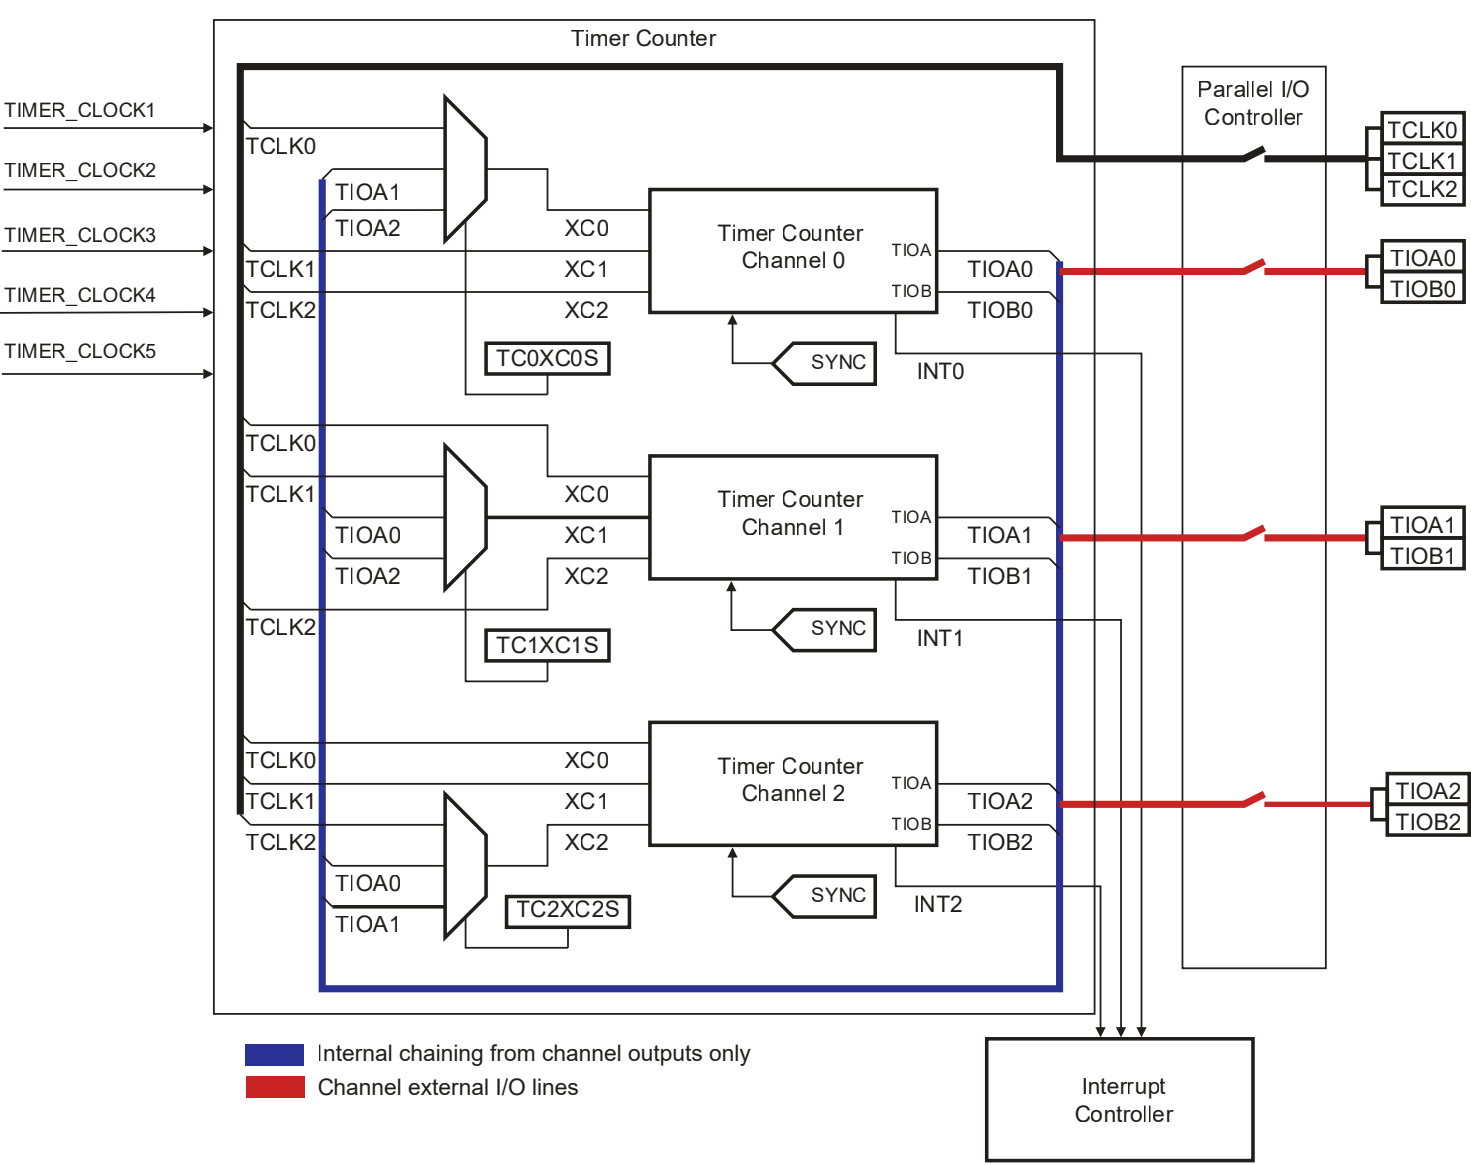 Timer Counter
TIMER_CLOCK1
TIMER_CLOCK2
TIMER_CLOCK3
TIMER_CLOCK4
TIMER_CLOCK5
TCLK0
TIOA1
TIOA2
TCLK1
TCLK2
XC0
XC1
XC2
TC0XC0S
Timer Counter
Channel 0
TIOA
TIOB
TIOA0
TIOB0
SYNC
INT0
TCLK0
TCLK1
TIOA0
TIOA2
TCLK2
XC0
XC1
XC2
TC1XC1S
Timer Counter
Channel 1
TIOA
TIOB
TIOA1
TIOB1
SYNC
INT1
TCLK0
TCLK1
TCLK2
TIOA0
TIOA1
XC0
XC1
XC2
TC2XC2S
Timer Counter
Channel 2
TIOA
TIOB
TIOA2
TIOB2
SYNC
INT2
Parallel I/O
Controller
TCLK0
TCLK1
TCLK2
TIOA0
TIOB0
TIOA1
TIOB1
TIOA2
TIOB2
Internal chaining from channel outputs only
Channel external I/O lines
Interrupt
Controller